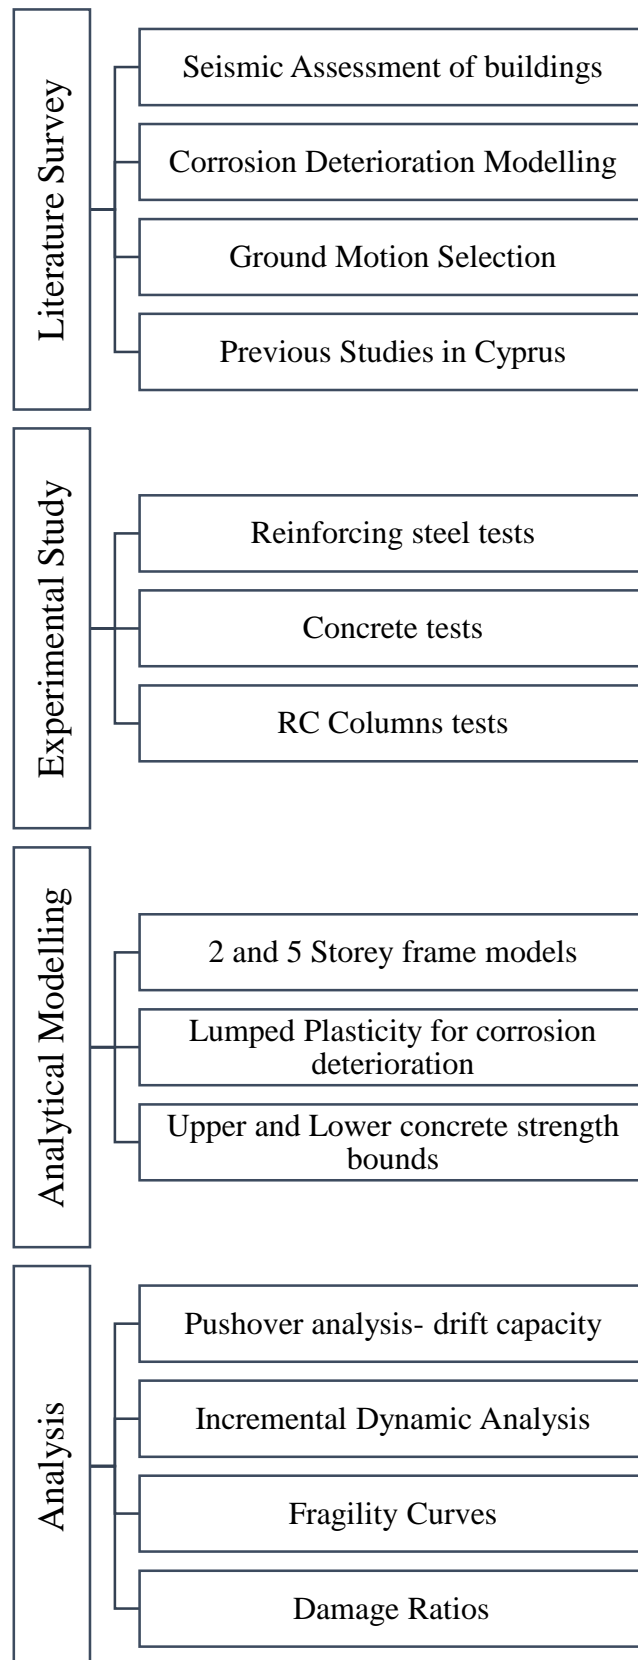 Literature Survey
Seismic Assessment of buildings
Corrosion Deterioration Modelling
Ground Motion Selection
Previous Studies in Cyprus
Experimental Study
Reinforcing steel tests
Concrete tests
RC Columns tests
Analytical Modelling
2 and 5 Storey frame models
Lumped Plasticity for corrosion
deterioration
Upper and Lower concrete strength
bounds
Analysis
Pushover analysis- drift capacity
Incremental Dynamic Analysis
Fragility Curves
Damage Ratios